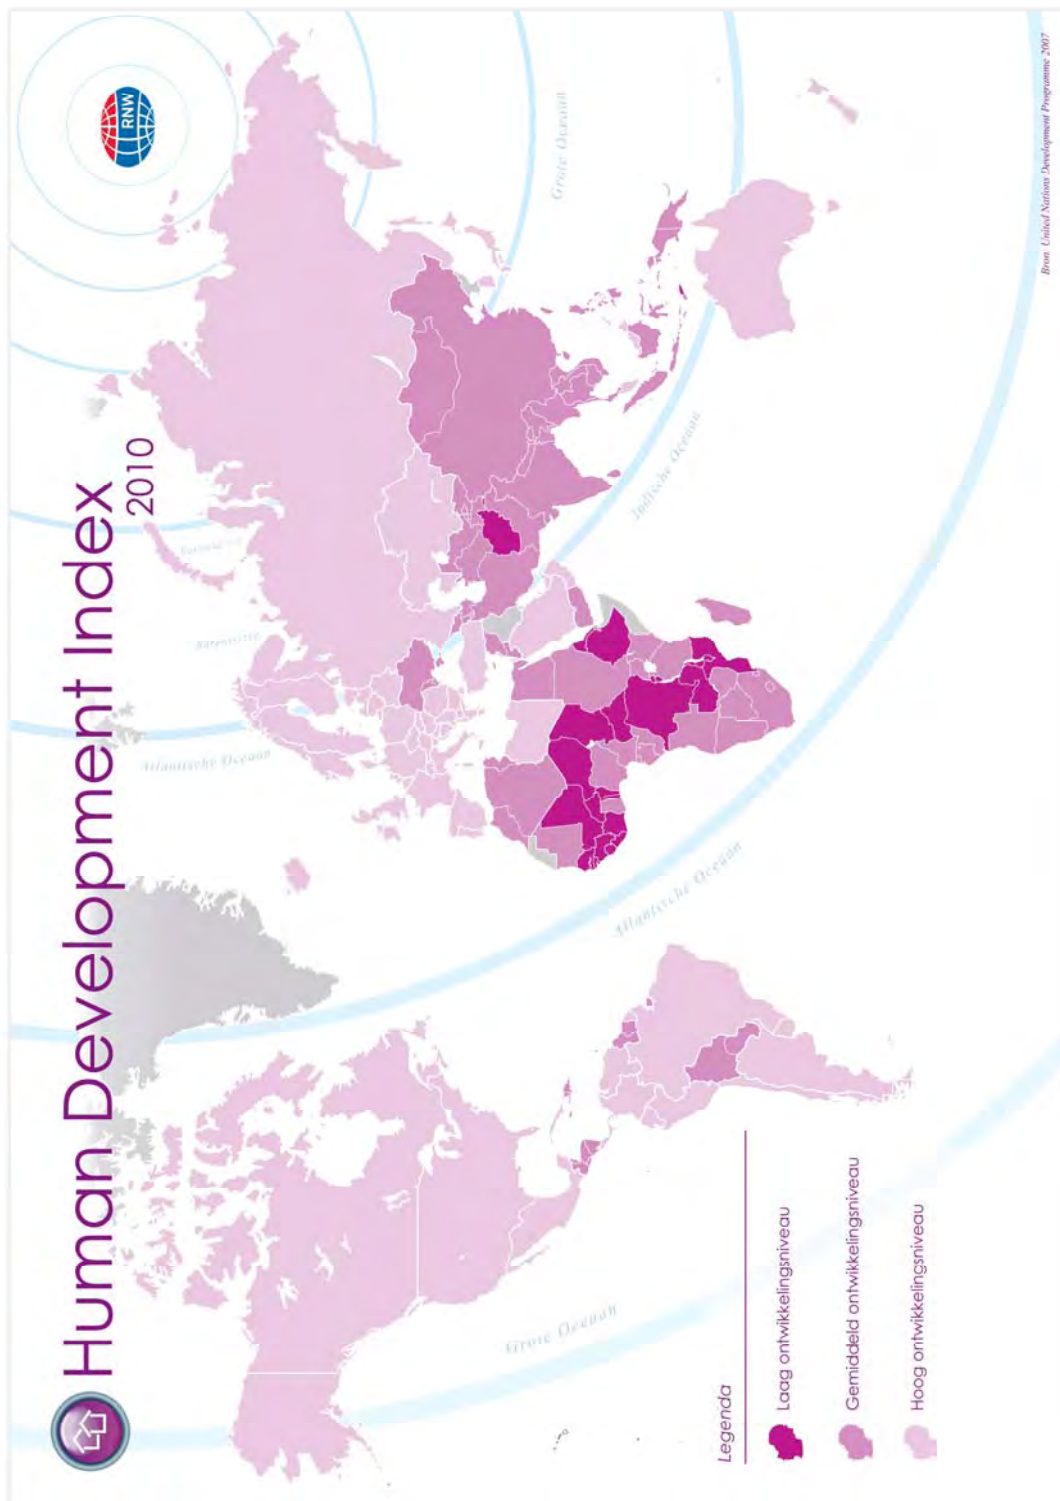 Human Development Index
2010
RNW
Grote Oceaan
Barentszzee
Atlantische Oceaan
Indische Oceaan
Atlantische Oceaan
Grote Oceaan
Legenda
Laag ontwikkelingsniveau
Gemiddeld ontwikkelingsniveau
Hoog ontwikkelingsniveau
Bron: United Nations Development Programme 2007